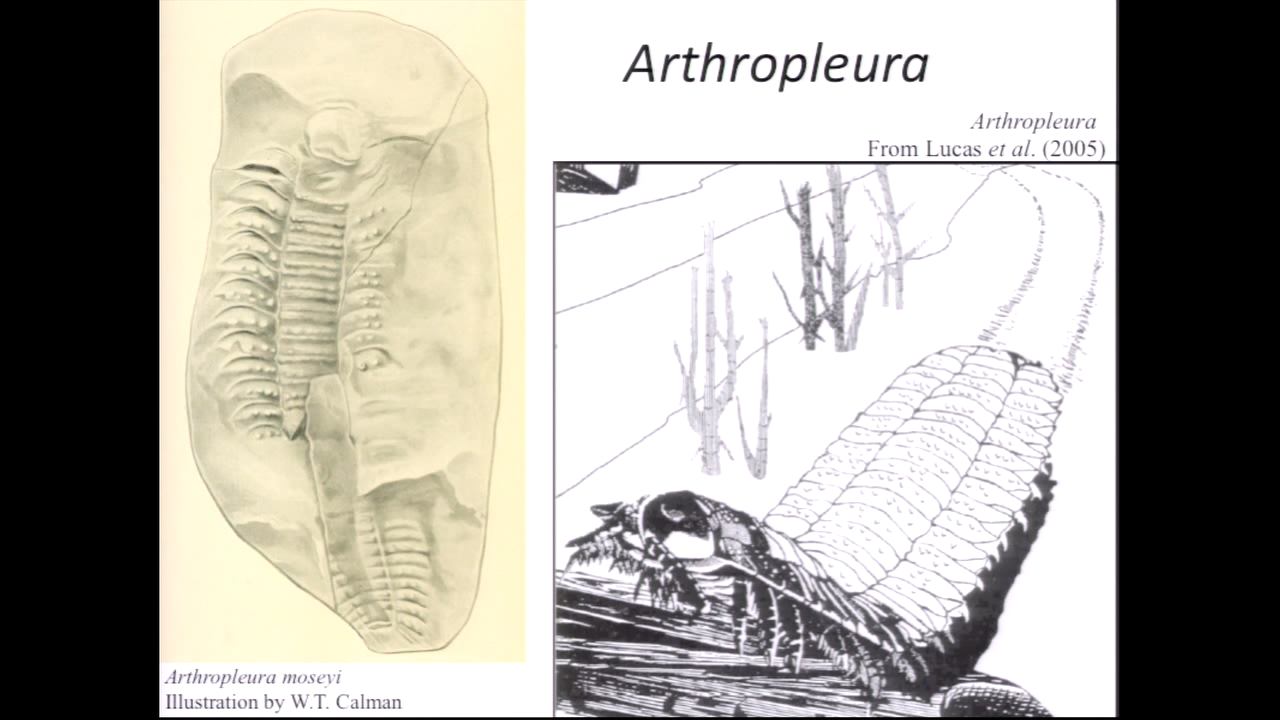 Arthropleura
Arthropleura
From Lucas et al. (2005)
Arthropleura moseyi
Illustration by W.T. Calman